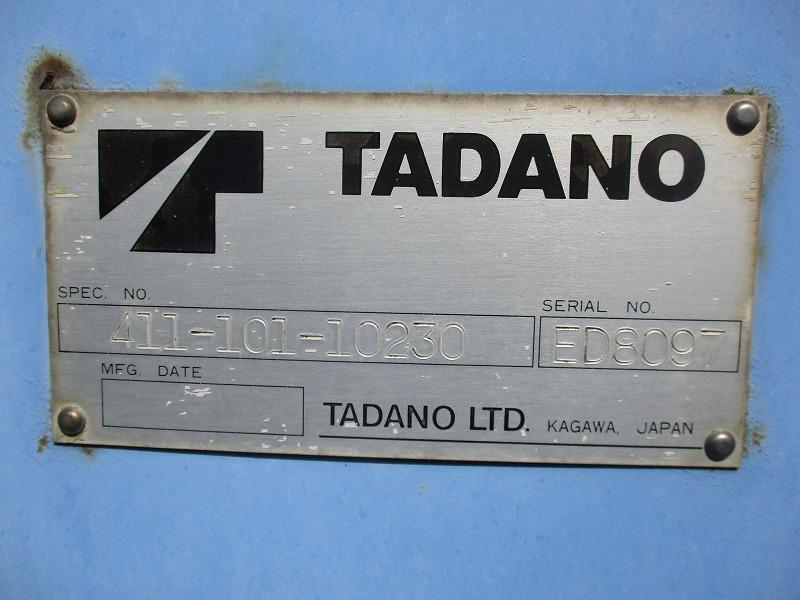 TADANO
SPEC. NO.
411-101-10230
SERIAL NO.
ED8097
MFG. DATE
TADANO LTD. KAGAWA, JAPAN